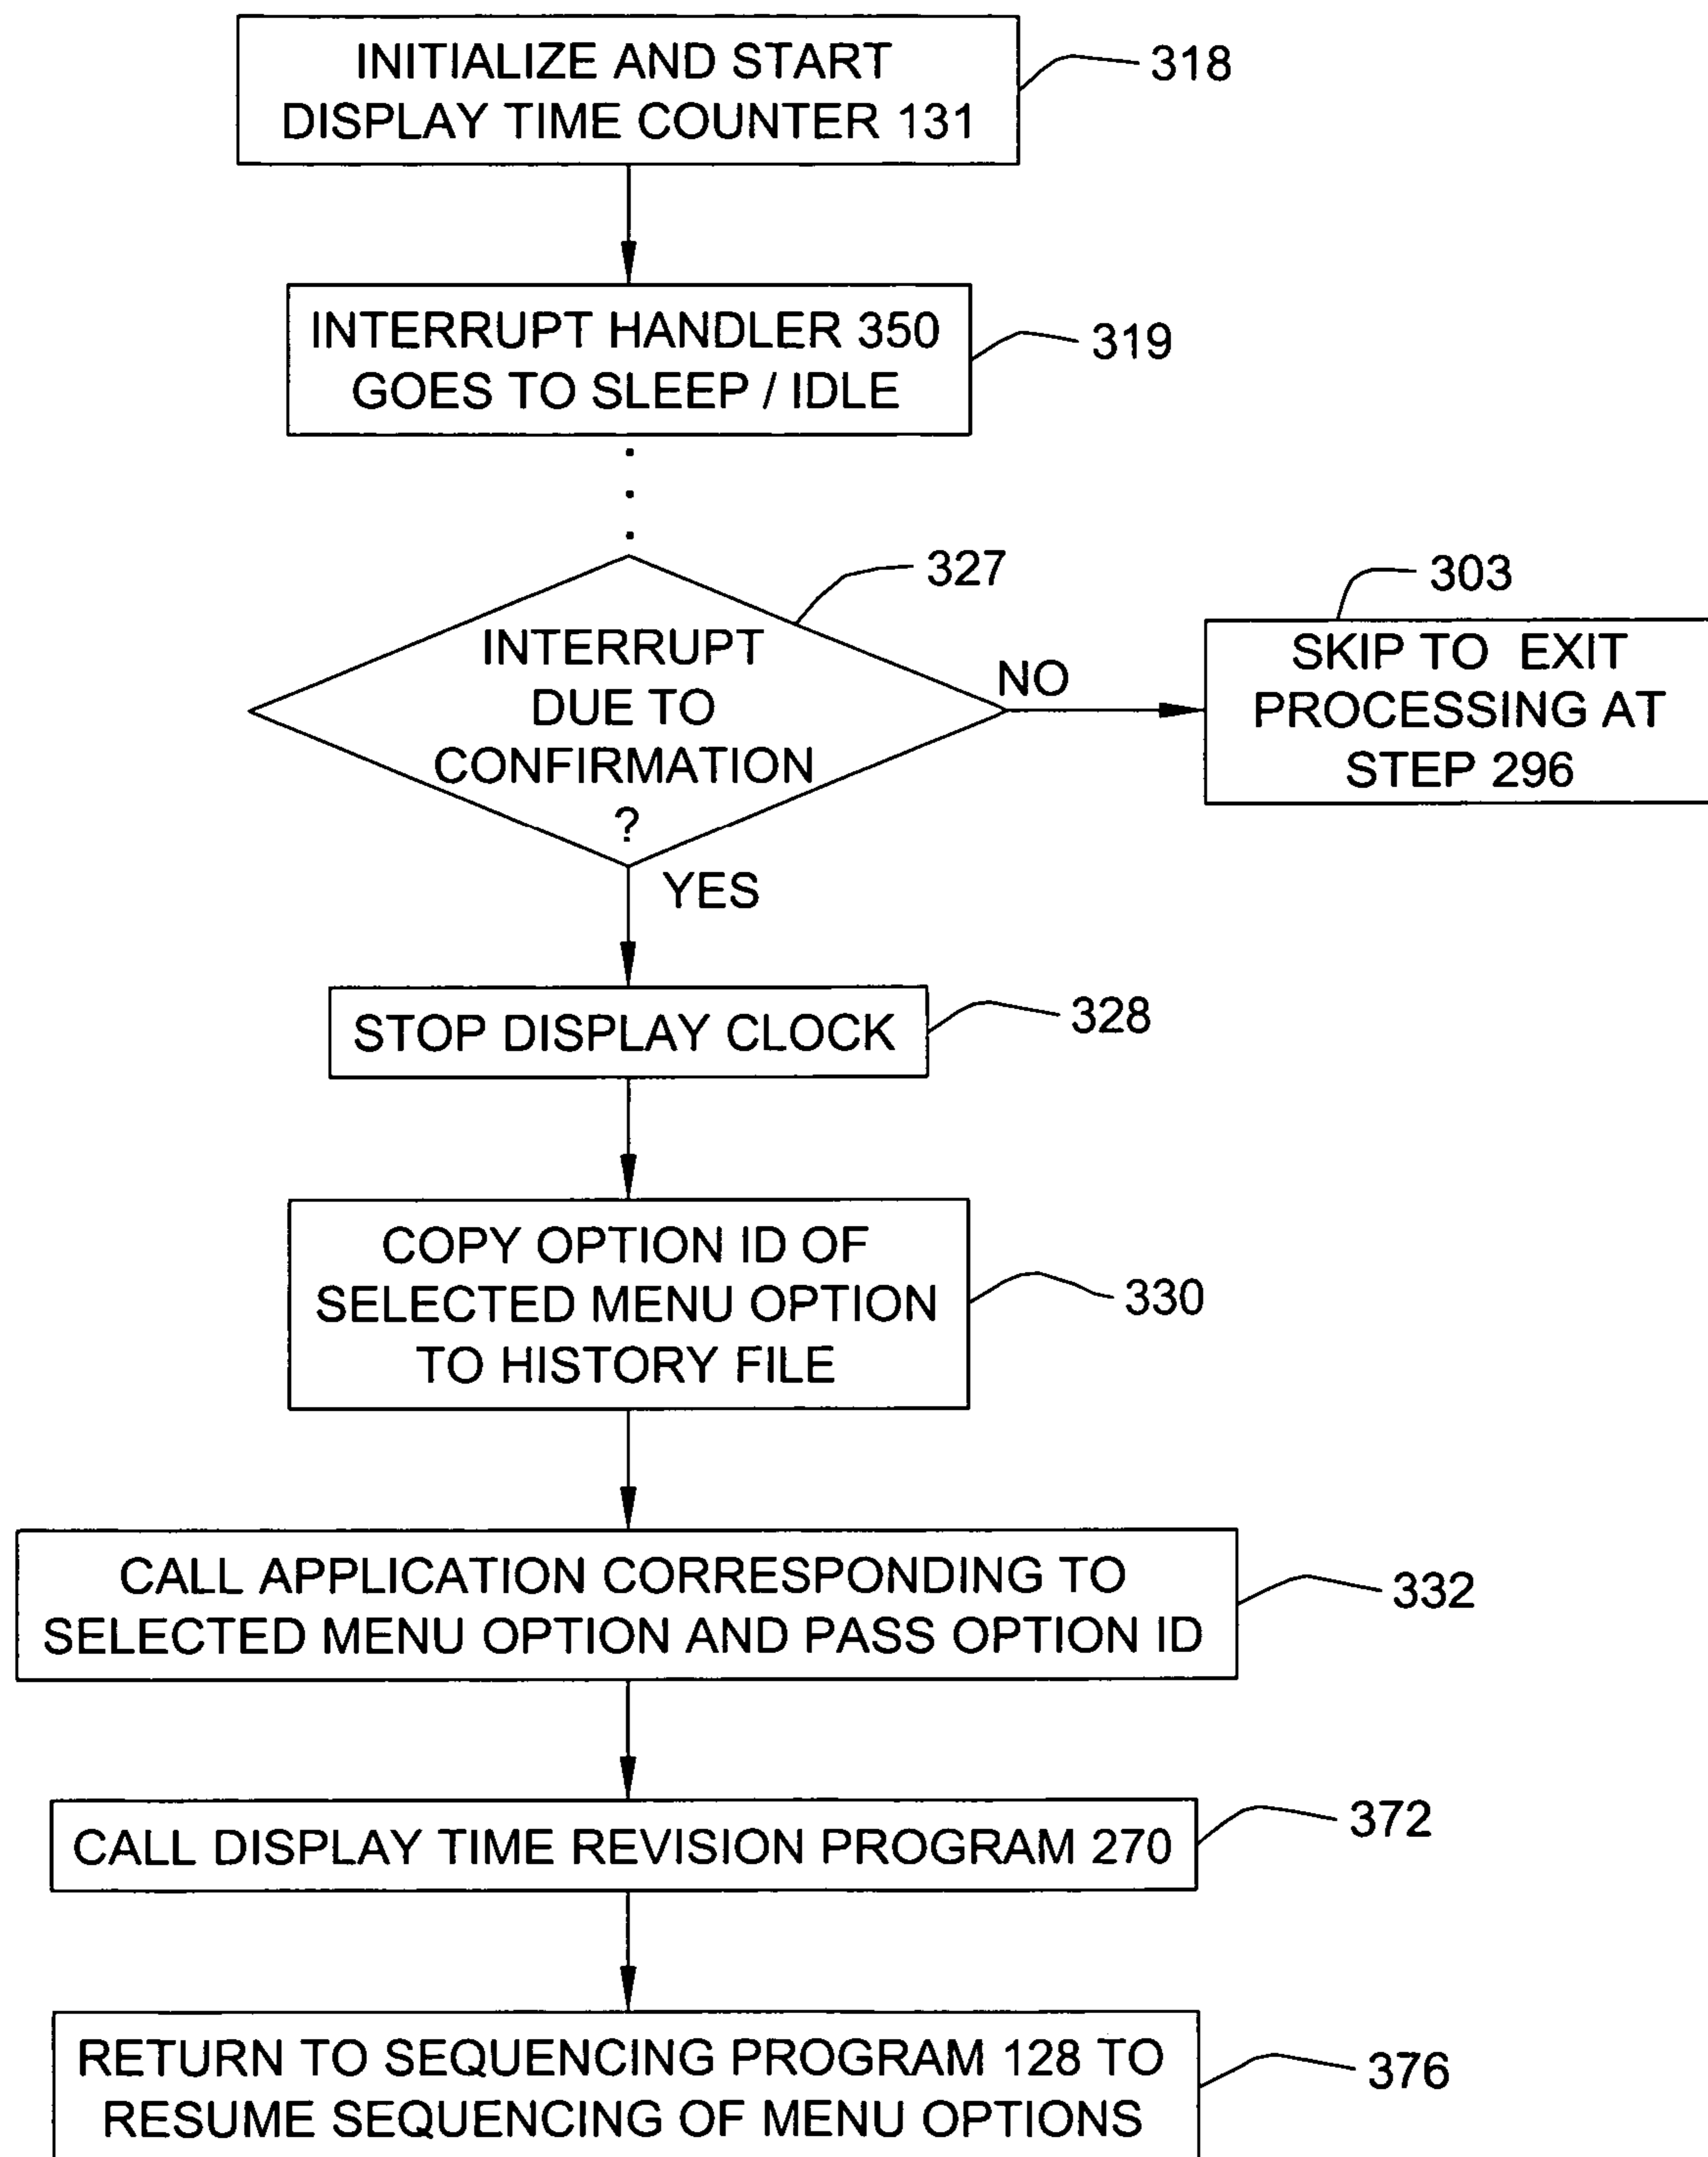 INITIALIZE AND START
DISPLAY TIME COUNTER 131
318
INTERRUPT HANDLER 350
GOES TO SLEEP / IDLE
319
327
INTERRUPT
DUE TO
CONFIRMATION
?
NO
303
SKIP TO EXIT
PROCESSING AT
STEP 296
YES
STOP DISPLAY CLOCK
328
COPY OPTION ID OF
SELECTED MENU OPTION
TO HISTORY FILE
330
CALL APPLICATION CORRESPONDING TO
SELECTED MENU OPTION AND PASS OPTION ID
332
CALL DISPLAY TIME REVISION PROGRAM 270
372
RETURN TO SEQUENCING PROGRAM 128 TO
RESUME SEQUENCING OF MENU OPTIONS
376